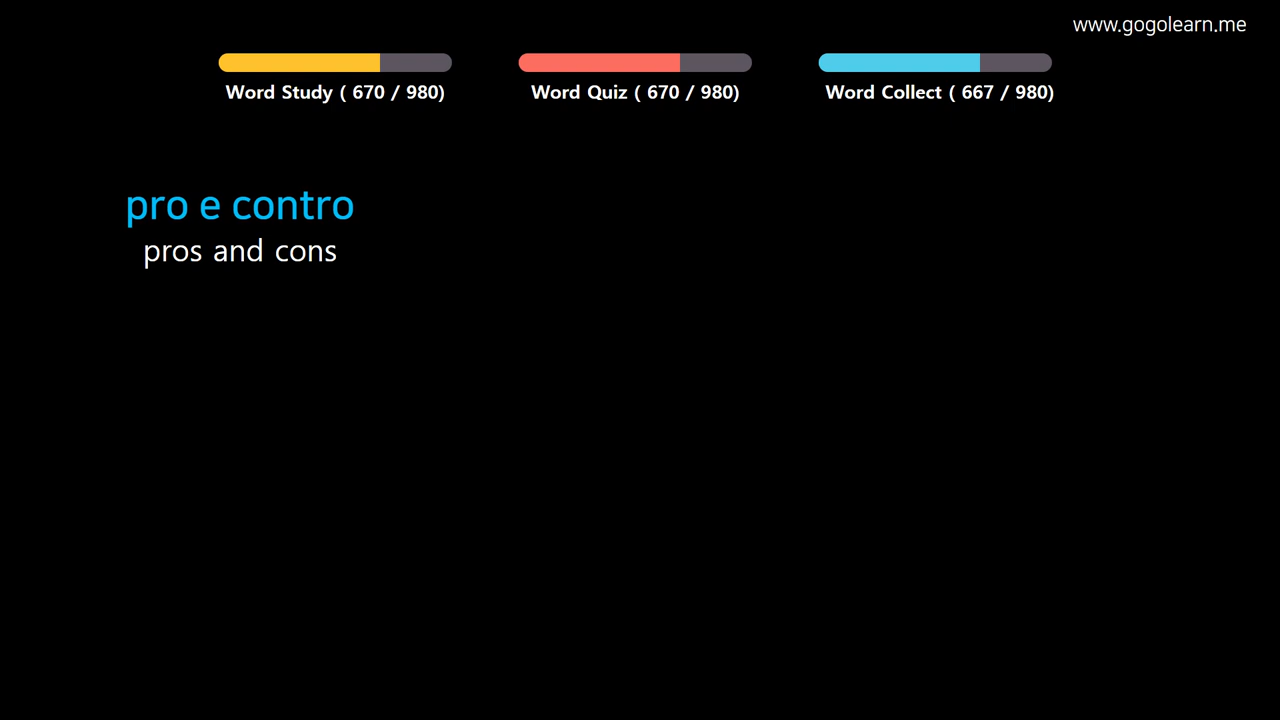 www.gogolearn.me
Word Study ( 670 / 980)
Word Quiz ( 670 / 980)
Word Collect ( 667 / 980)
pro e contro
pros and cons